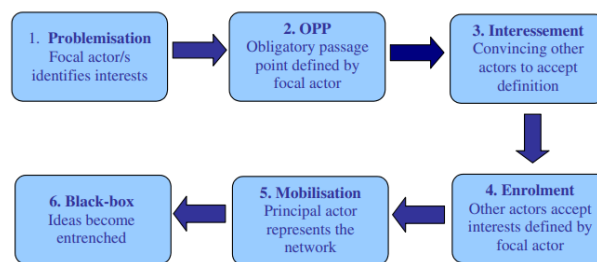 1. Problemisation
Focal actor/s
identifies interests
2. OPP
Obligatory passage
point defined by
focal actor
3. Interessement
Convincing other
actors to accept
definition
4. Enrolment
Other actors accept
interests defined by
focal actor
5. Mobilisation
Principal actor
represents the
network
6. Black-box
Ideas become
entrenched